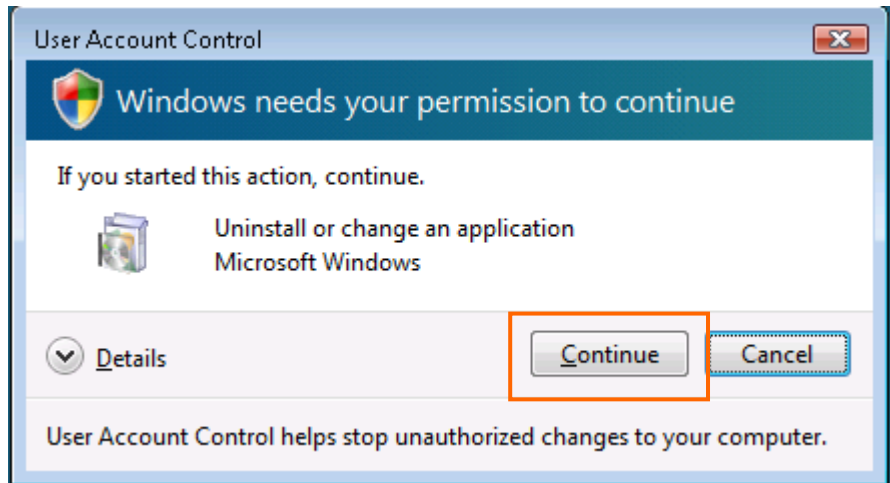 User Account Control
Windows needs your permission to continue
If you started this action, continue.
Uninstall or change an application
Microsoft Windows
Details
Continue
Cancel
User Account Control helps stop unauthorized changes to your computer.